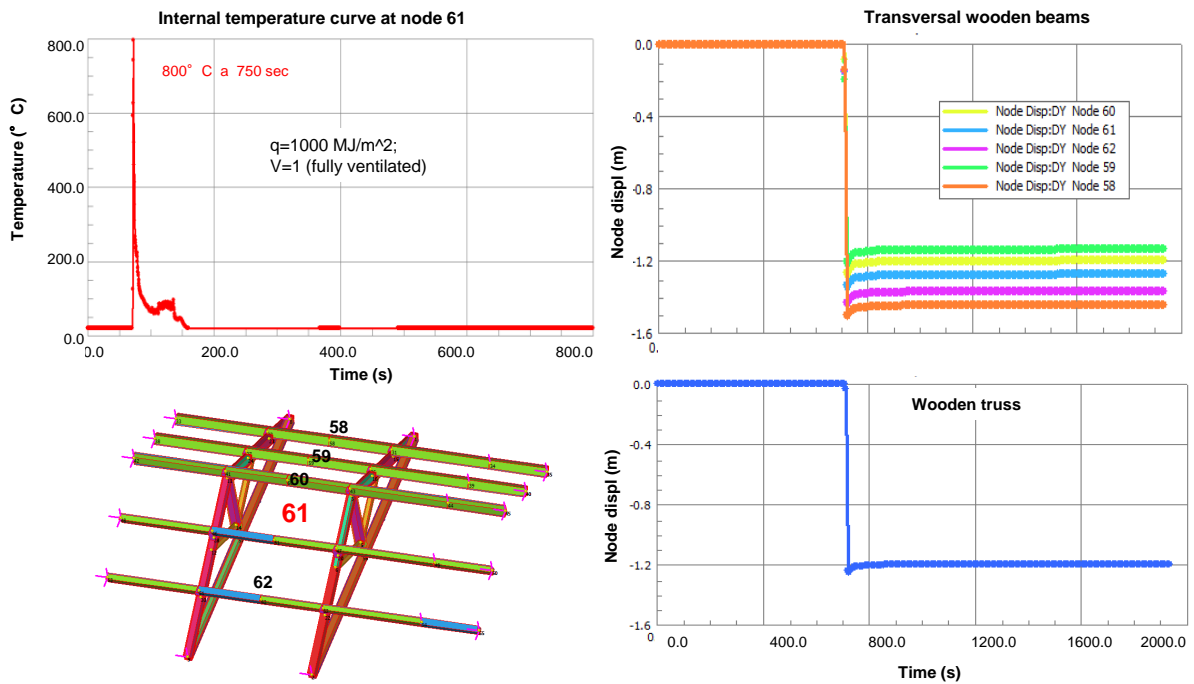 Internal temperature curve at node 61
800.0
600.0
400.0
200.0
0.0
0.0
200.0
400.0
600.0
800.0
800° C a 750 sec
q=1000 MJ/m^2;
V=1 (fully ventilated)
Temperature (° C)
Time (s)
Transversal wooden beams
0.0
-0.4
-0.8
-1.2
-1.6
0.
Node displ (m)
Node Disp:DY Node 60
Node Disp:DY Node 61
Node Disp:DY Node 62
Node Disp:DY Node 59
Node Disp:DY Node 58
58
59
60
61
62
Wooden truss
0.0
-0.4
-0.8
-1.2
-1.6
0
0.0
400.0
800.0
1200.0
1600.0
2000.0
Node displ (m)
Time (s)